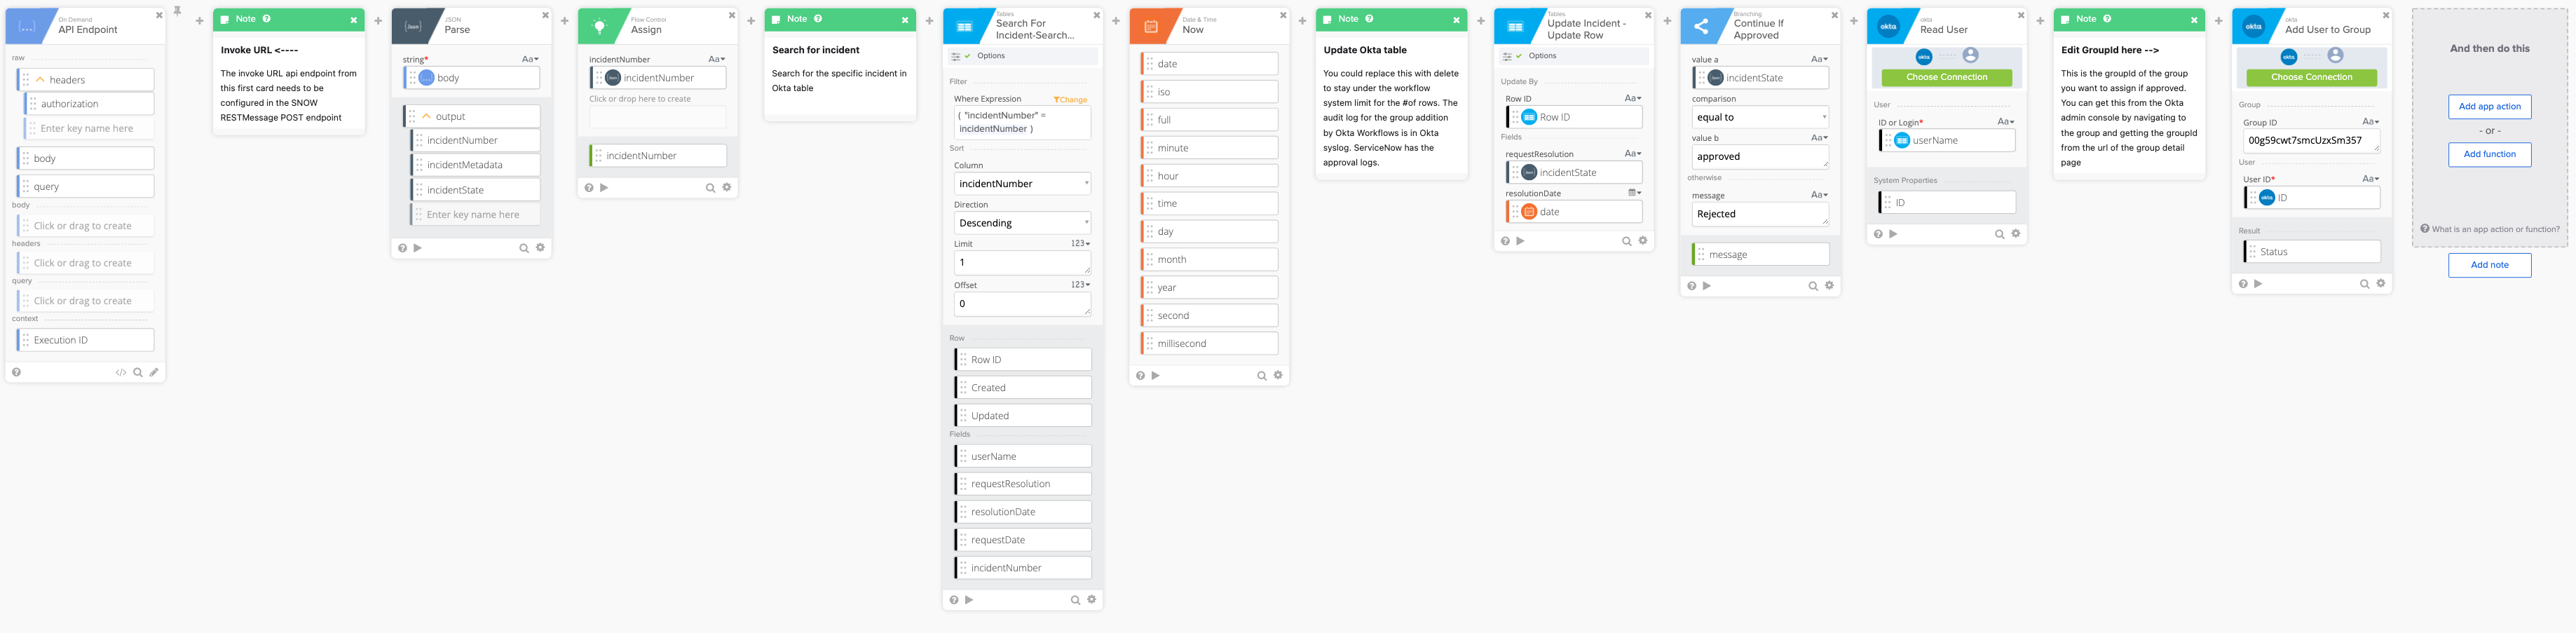 On Demand
API Endpoint
raw
headers
authorization
Enter key name here
body
query
body
Click or drag to create
headers
Click or drag to create
query
Click or drag to create
context
Execution ID
Note
Invoke URL <----
The invoke URL api endpoint from
this first card needs to be
configured in the SNOW
RESTMessage POST endpoint
JSON
Parse
string*
Aa
body
output
incidentNumber
incidentMetadata
incidentState
Enter key name here
Flow Control
Assign
incidentNumber
Aa
incidentNumber
Click or drop here to create
incidentNumber
Note
Search for incident
Search for the specific incident in
Okta table
Tables
Search For
Incident-Search...
Options
Filter
Where Expression
Change
( "incidentNumber" =
incidentNumber )
Sort
Column
incidentNumber
Direction
Descending
Limit
123
1
Offset
123
0
Row
Row ID
Created
Updated
Fields
userName
requestResolution
resolutionDate
requestDate
incidentNumber
Date & Time
Now
date
iso
full
minute
hour
time
day
month
year
second
millisecond
Note
Update Okta table
You could replace this with delete
to stay under the workflow
system limit for the #of rows. The
audit log for the group addition
by Okta Workflows is in Okta
syslog. ServiceNow has the
approval logs.
Tables
Update Incident -
Update Row
Options
Update By
Row ID
Aa
Row ID
Fields
requestResolution
Aa
incidentState
resolutionDate
date
Branching
Continue If
Approved
value a
Aa
incidentState
comparison
equal to
value b
Aa
approved
otherwise
message
Aa
Rejected
message
okta
okta
Read User
okta
Choose Connection
User
ID or Login*
Aa
userName
System Properties
ID
Note
Edit GroupId here -->
This is the groupId of the group
you want to assign if approved.
You can get this from the Okta
admin console by navigating to
the group and getting the groupId
from the url of the group detail
page
okta
okta
Add User to Group
okta
Choose Connection
Group
Group ID
Aa
00g59cwt7smcUzxSm357
User
User ID*
Aa
okta
ID
Result
Status
And then do this
Add app action
- or -
Add function
What is an app action or function?
Add note